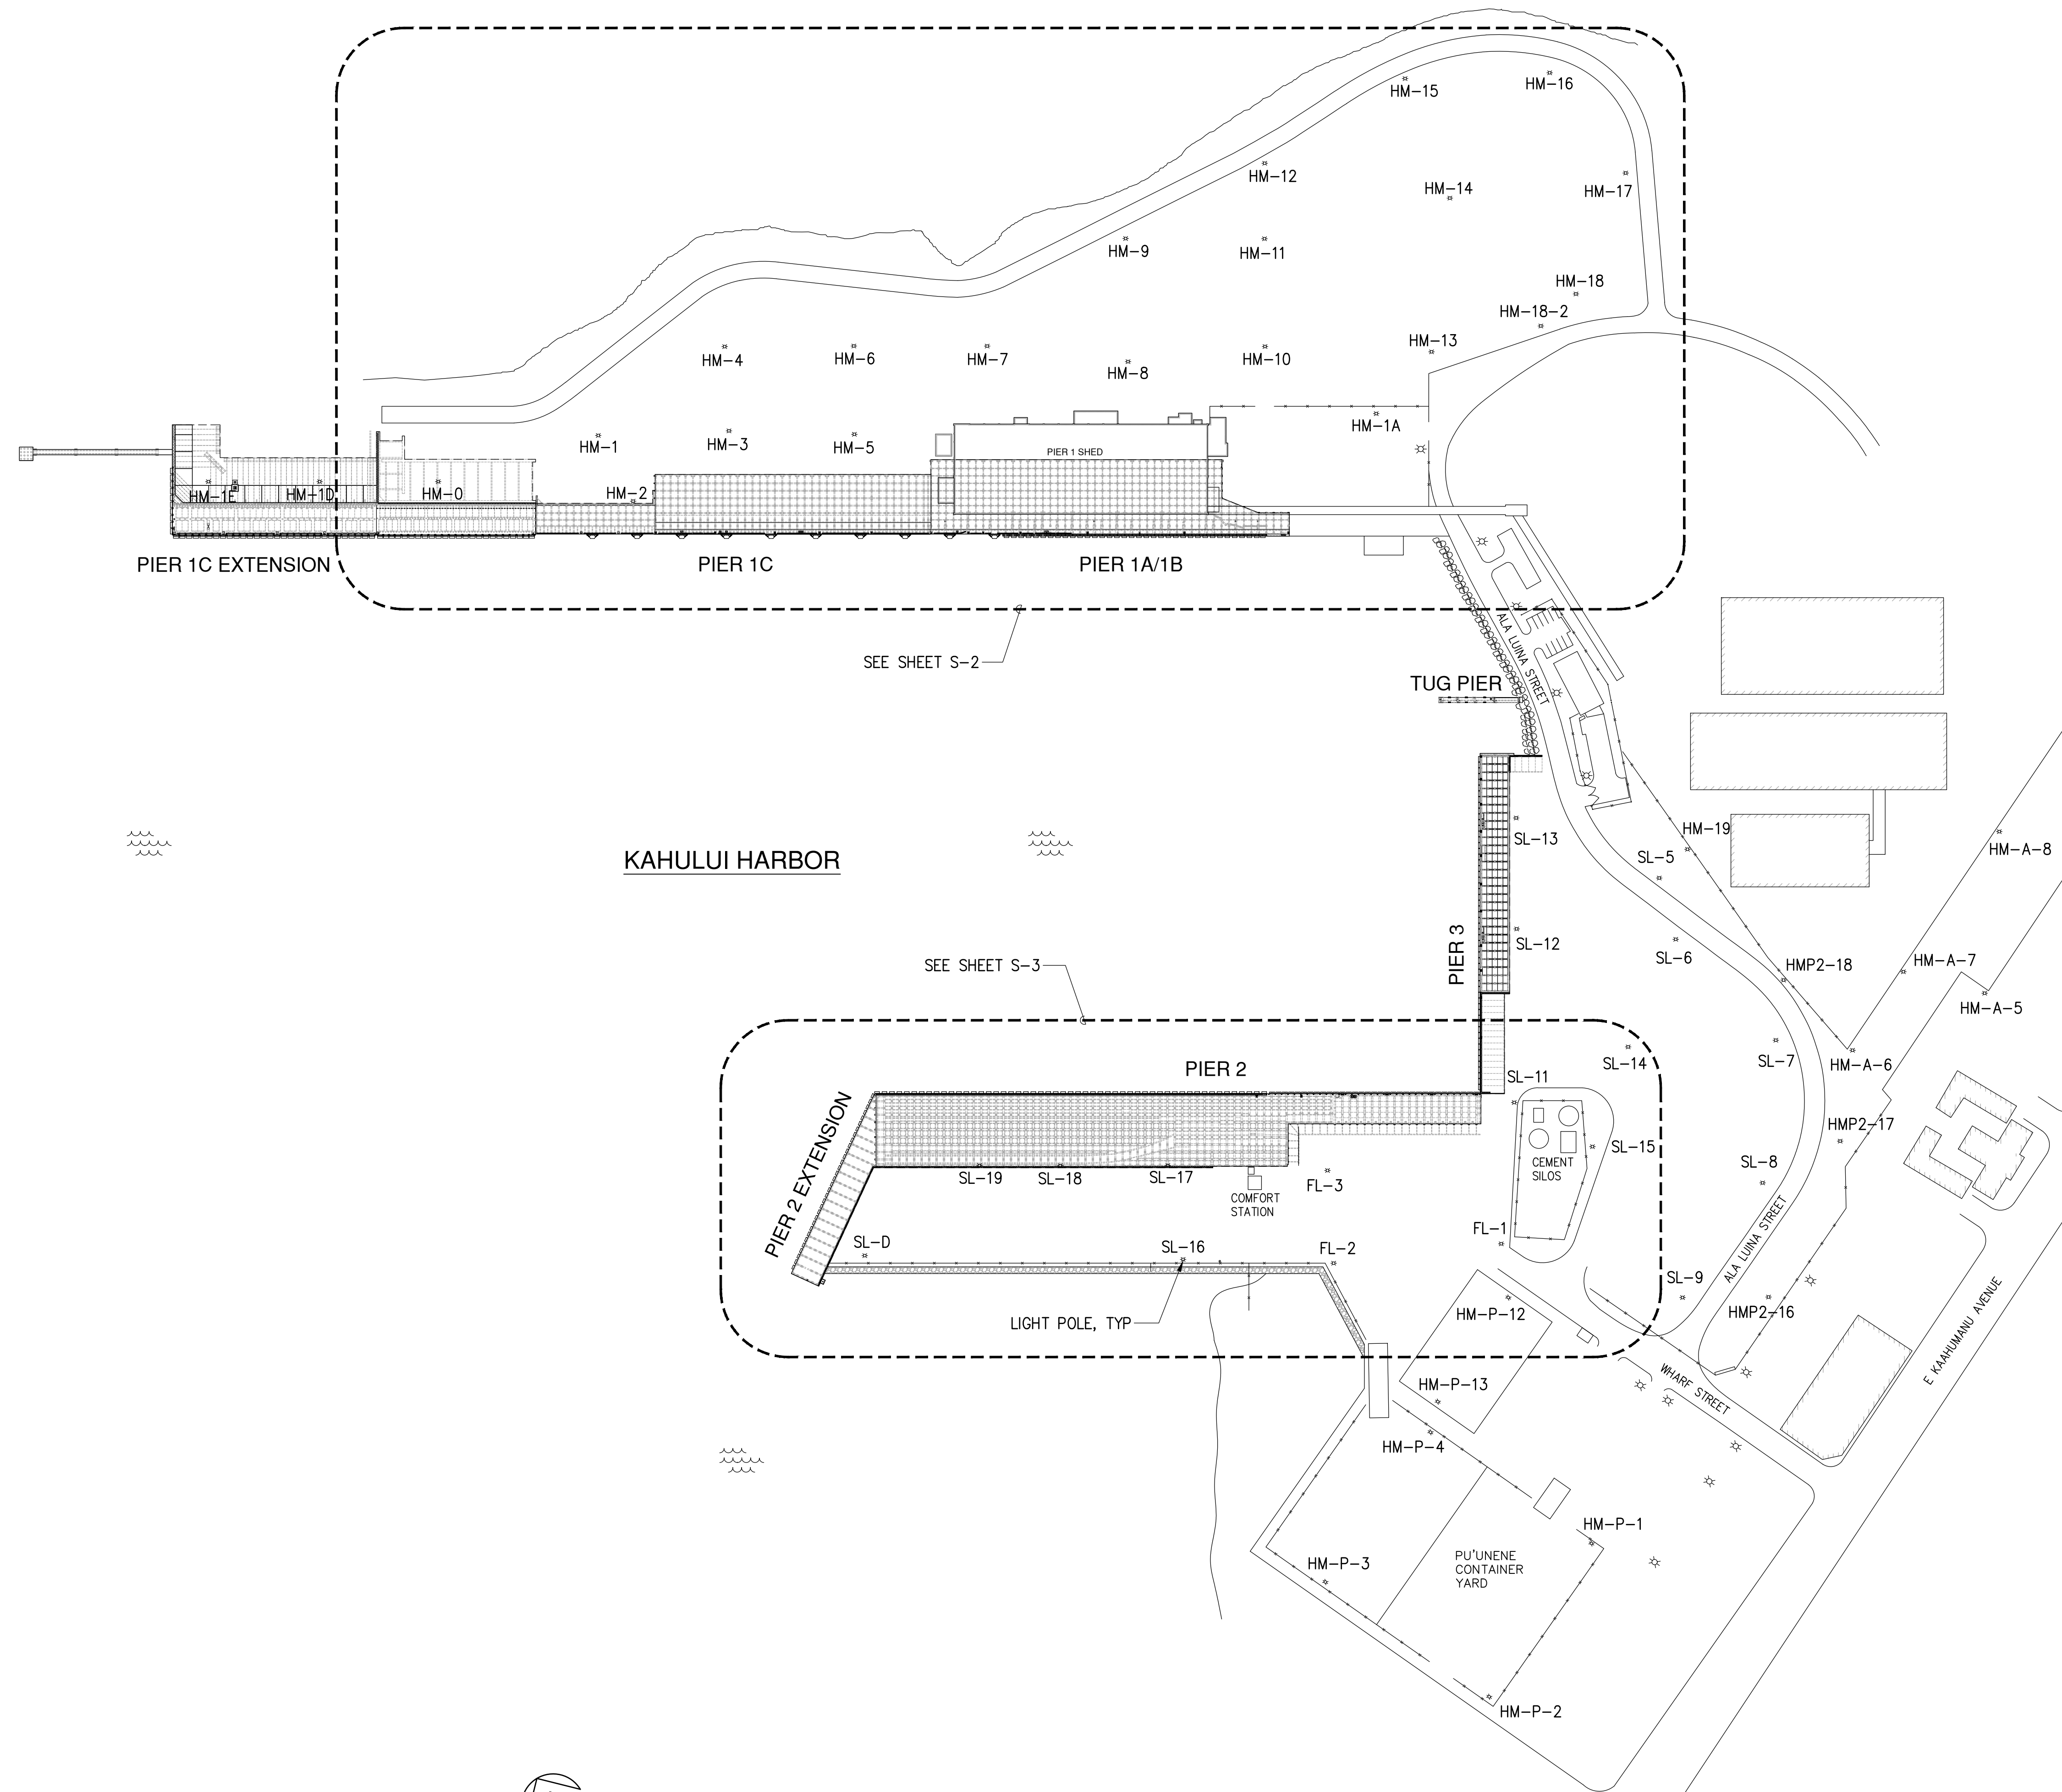 HM-15
HM-16
HM-12
HM-14
HM-17
HM-9
HM-11
HM-18
HM-18-2
HM-13
HM-4
HM-6
HM-7
HM-8
HM-10
HM-1A
HM-1
HM-3
HM-5
PIER 1 SHED
HM-1E
HM-1D
HM-0
HM-2
PIER 1C EXTENSION
PIER 1C
PIER 1A/1B
SEE SHEET S-2
ALA LUINA STREET
TUG PIER
KAHULUI HARBOR
SL-13
HM-19
SL-5
HM-A-8
PIER 3
SL-12
SL-6
HMP2-18
HM-A-7
HM-A-5
SEE SHEET S-3
PIER 2
SL-11
SL-14
SL-7
HM-A-6
PIER 2 EXTENSION
HMP2-17
SL-15
SL-8
CEMENT
SILOS
SL-19
SL-18
SL-17
FL-3
COMFORT
STATION
FL-1
SL-D
SL-16
FL-2
ALA LUINA STREET
SL-9
HMP2-16
LIGHT POLE, TYP
HM-P-12
E KAAHUMANU AVENUE
WHARF STREET
HM-P-13
HM-P-4
HM-P-1
HM-P-3
PU'UNENE
CONTAINER
YARD
HM-P-2